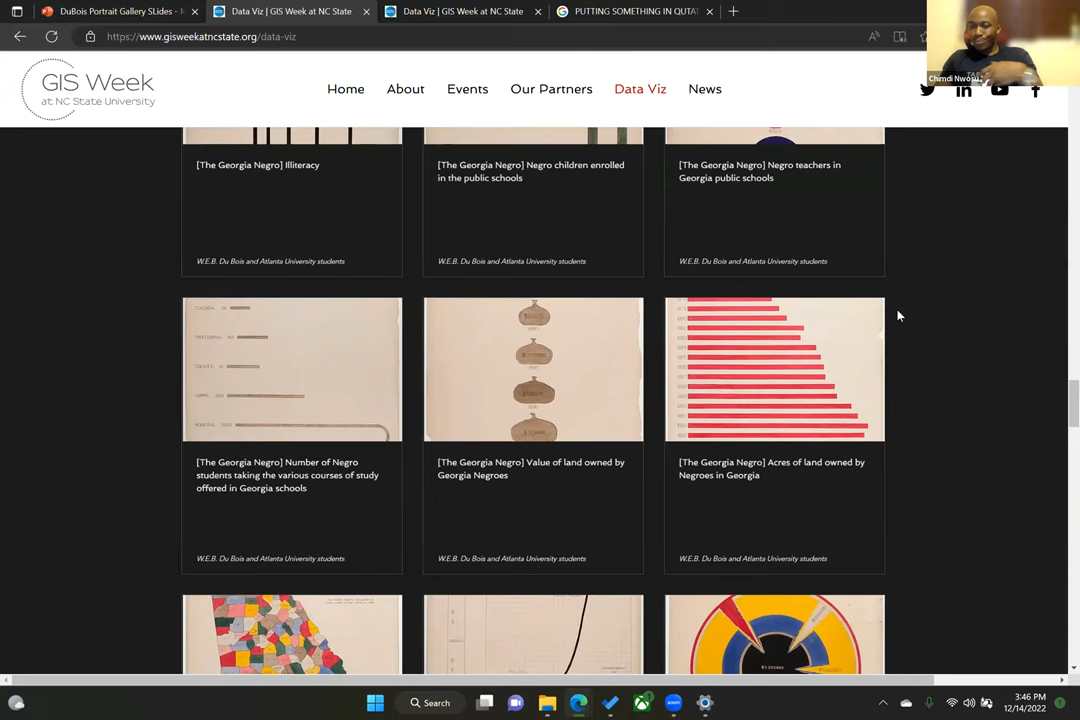 DuBois Portrait Gallery SLides -
Data Viz | GIS Week at NC State
Data Viz | GIS Week at NC State
PUTTING SOMETHING IN QUTAT
https://www.gisweekatncstate.org/data-viz
Chimdi Nwosu
GIS Week
at NC State University
Home
About
Events
Our Partners
Data Viz
News
[The Georgia Negro] Illiteracy
[The Georgia Negro] Negro children enrolled
in the public schools
[The Georgia Negro] Negro teachers in
Georgia public schools
W.E.B. Du Bois and Atlanta University students
W.E.B. Du Bois and Atlanta University students
W.E.B. Du Bois and Atlanta University students
[The Georgia Negro] Number of Negro
students taking the various courses of study
offered in Georgia schools
[The Georgia Negro] Value of land owned by
Georgia Negroes
[The Georgia Negro] Acres of land owned by
Negroes in Georgia
W.E.B. Du Bois and Atlanta University students
W.E.B. Du Bois and Atlanta University students
W.E.B. Du Bois and Atlanta University students
Search
3:46 PM
12/14/2022